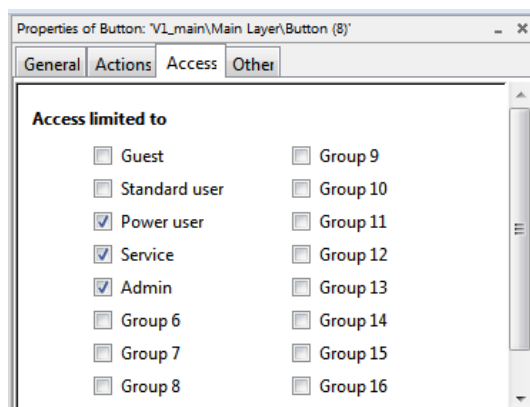 Properties of Button: 'V1_main\Main Layer\Button (8)'
General Actions Access Other
Access limited to
Guest Group 9
Standard user Group 10
Power user Group 11
Service Group 12
Admin Group 13
Group 6 Group 14
Group 7 Group 15
Group 8 Group 16